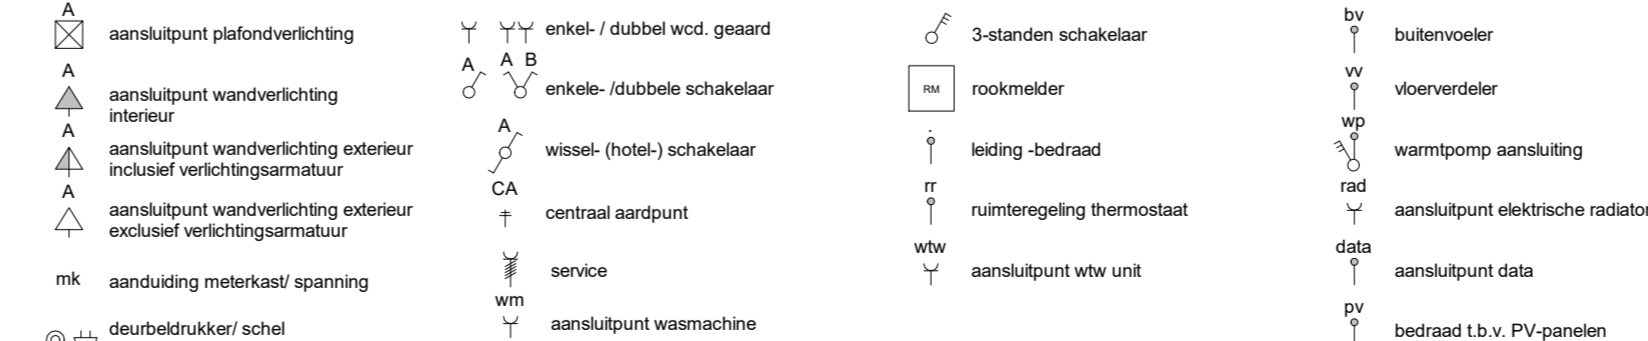 A
aansluitpunt plafondverlichting
A
aansluitpunt wandverlichting
interieur
A
aansluitpunt wandverlichting exterieur
inclusief verlichtingsarmatuur
A
aansluitpunt wandverlichting exterieur
exclusief verlichtingsarmatuur
mk aanduiding meterkast/ spanning
deurbeldrukker/ schel
enkel- / dubbel wcd. geaard
A A B
enkele- /dubbele schakelaar
A
wissel- (hotel-) schakelaar
CA
centraal aardpunt
service
wm
aansluitpunt wasmachine
3-standen schakelaar
RM rookmelder
leiding -bedraad
rr
ruimteregeling thermostaat
wtw
aansluitpunt wtw unit
bv
buitenvoeler
vv
vloerverdeler
wp
warmtpomp aansluiting
rad
aansluitpunt elektrische radiator
data
aansluitpunt data
pv
bedraad t.b.v. PV-panelen